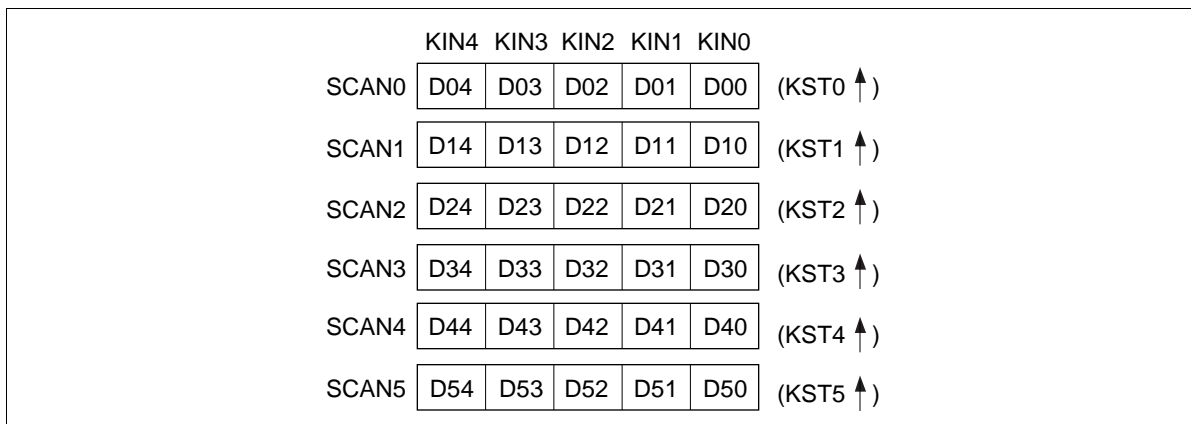 KIN4 KIN3 KIN2 KIN1 KIN0
SCAN0 D04 D03 D02 D01 D00 (KST0 ↑)
SCAN1 D14 D13 D12 D11 D10 (KST1 ↑)
SCAN2 D24 D23 D22 D21 D20 (KST2 ↑)
SCAN3 D34 D33 D32 D31 D30 (KST3 ↑)
SCAN4 D44 D43 D42 D41 D40 (KST4 ↑)
SCAN5 D54 D53 D52 D51 D50 (KST5 ↑)